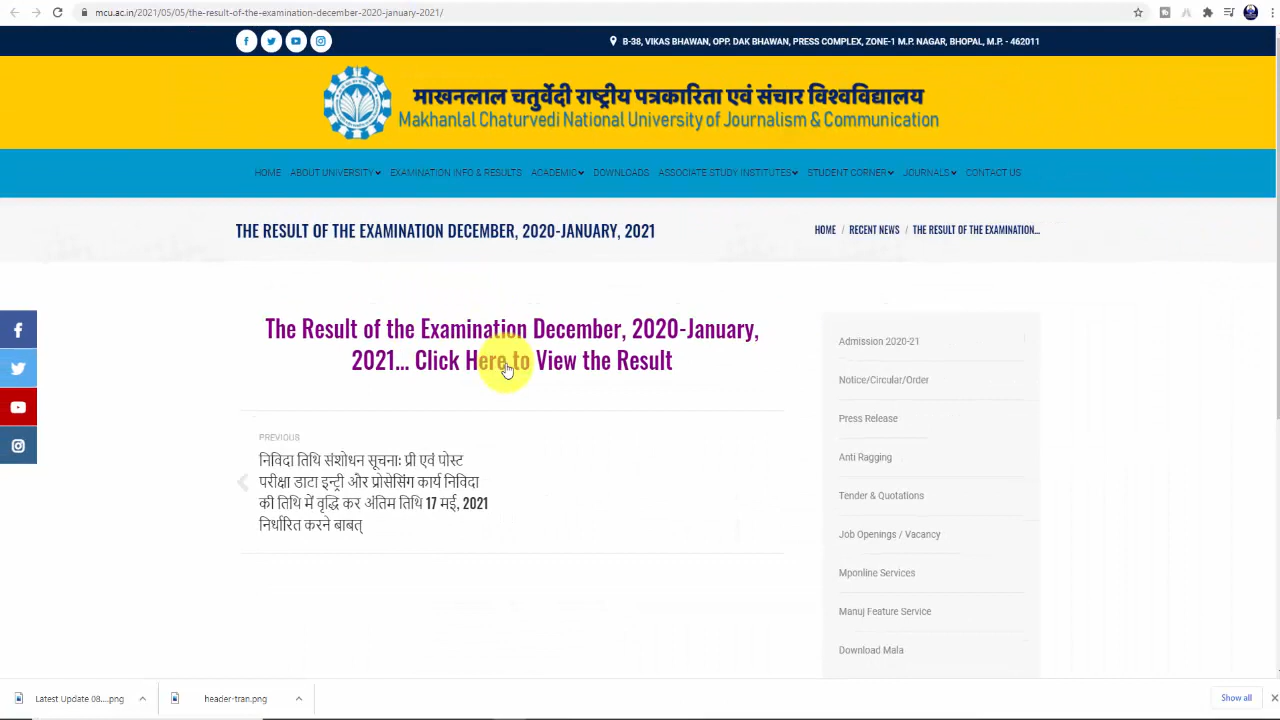 mcu.ac.in/2021/05/05/the-result-of-the-examination-december-2020-january-2021/
B-38, VIKAS BHAWAN, OPP. DAK BHAWAN, PRESS COMPLEX, ZONE-1 M.P. NAGAR, BHOPAL, M.P. - 462011
माखनलाल चतुर्वेदी राष्ट्रीय पत्रकारिता एवं संचार विश्वविद्यालय
Makhanlal Chaturvedi National University of Journalism & Communication
HOME ABOUT UNIVERSITY EXAMINATION INFO & RESULTS ACADEMIC DOWNLOADS ASSOCIATE STUDY INSTITUTES STUDENT CORNER JOURNALS CONTACT US
THE RESULT OF THE EXAMINATION DECEMBER, 2020-JANUARY, 2021
HOME / RECENT NEWS / THE RESULT OF THE EXAMINATION...
The Result of the Examination December, 2020-January,
2021... Click Here to View the Result
PREVIOUS
निविदा तिथि संशोधन सूचना: प्री एवं पोस्ट
परीक्षा डाटा इन्ट्री और प्रोसेसिंग कार्य निविदा
की तिथि में वृद्धि कर अंतिम तिथि 17 मई, 2021
निर्धारित करने बाबत्
Admission 2020-21
Notice/Circular/Order
Press Release
Anti Ragging
Tender & Quotations
Job Openings / Vacancy
Mponline Services
Manuj Feature Service
Download Mala
Latest Update 08....png
header-tran.png
Show all